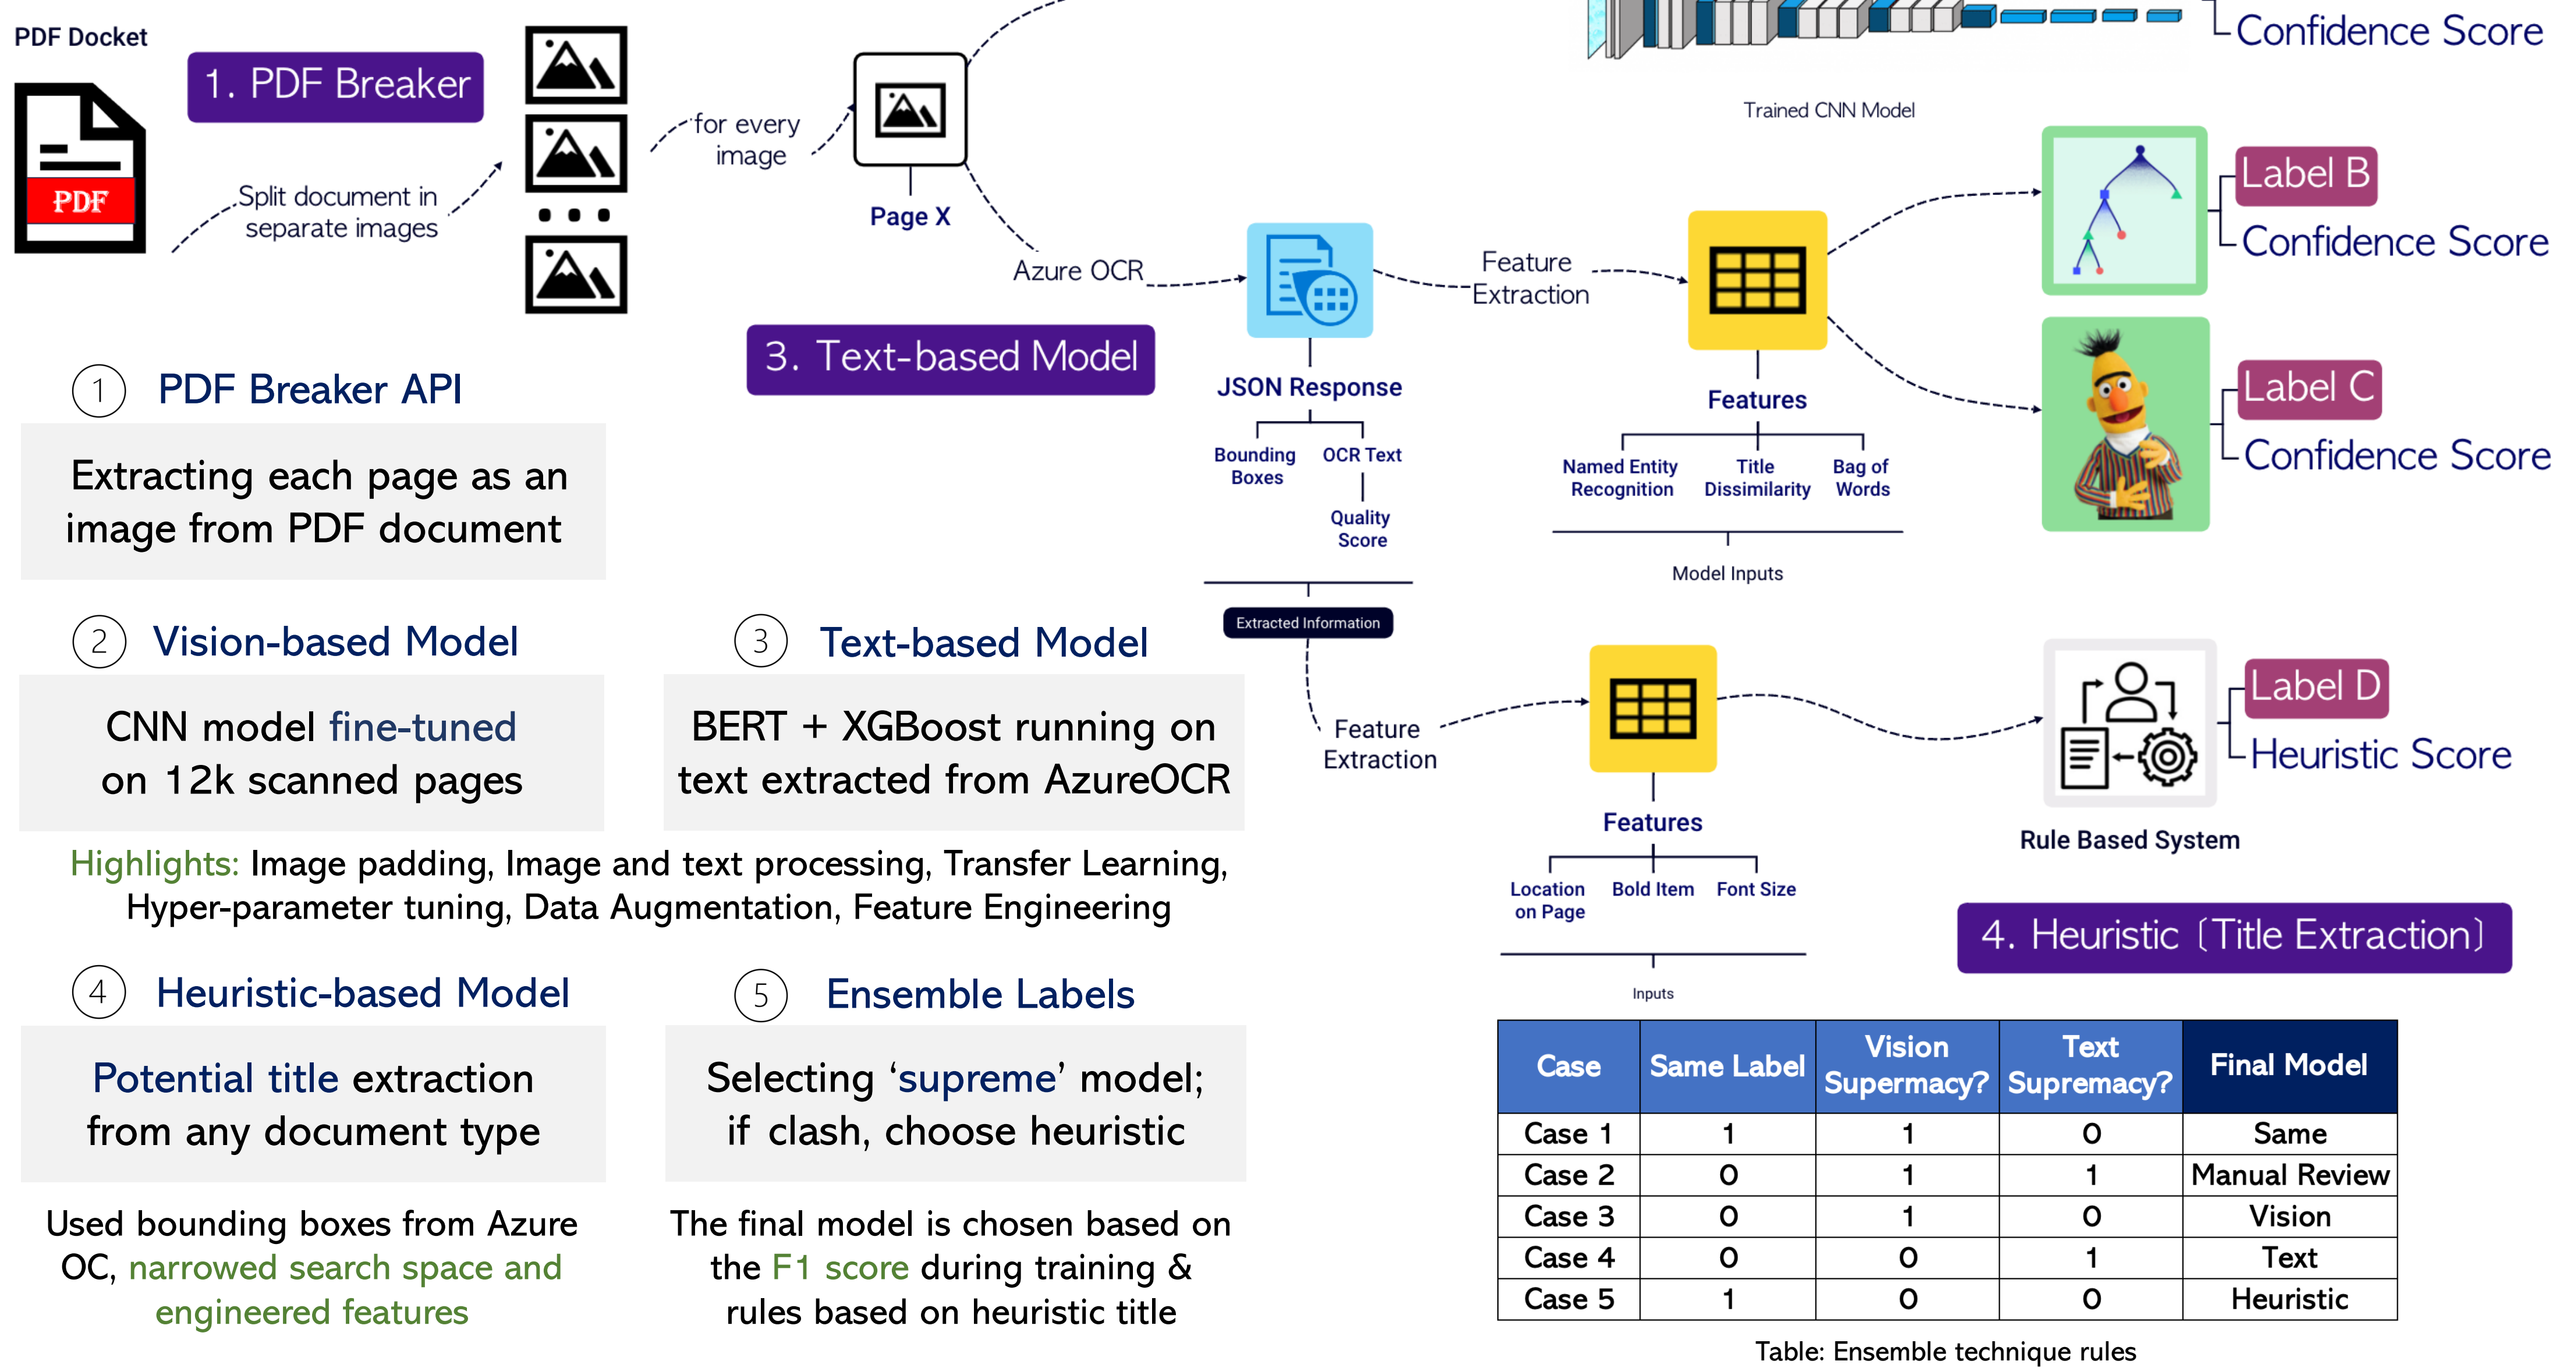 PDF Docket
PDF
1. PDF Breaker
Split document in
separate images
for every
image
Page X
Azure OCR
3. Text-based Model
JSON Response
Bounding
Boxes
OCR Text
Quality
Score
Extracted Information
Feature
Extraction
Features
Named Entity
Recognition
Title
Dissimilarity
Bag of
Words
Model Inputs
Confidence Score
Trained CNN Model
Label B
Confidence Score
Label C
Confidence Score
Feature
Extraction
Features
Location
on Page
Bold Item
Font Size
Inputs
Label D
Heuristic Score
Rule Based System
4. Heuristic (Title Extraction)
1 PDF Breaker API
Extracting each page as an
image from PDF document
2 Vision-based Model
CNN model fine-tuned
on 12k scanned pages
3 Text-based Model
BERT + XGBoost running on
text extracted from AzureOCR
Highlights: Image padding, Image and text processing, Transfer Learning,
Hyper-parameter tuning, Data Augmentation, Feature Engineering
4 Heuristic-based Model
Potential title extraction
from any document type
Used bounding boxes from Azure
OC, narrowed search space and
engineered features
5 Ensemble Labels
Selecting ‘supreme’ model;
if clash, choose heuristic
The final model is chosen based on
the F1 score during training &
rules based on heuristic title
Case Same Label Vision Supermacy? Text Supremacy? Final Model
Case 1 1 1 0 Same
Case 2 0 1 1 Manual Review
Case 3 0 1 0 Vision
Case 4 0 0 1 Text
Case 5 1 0 0 Heuristic
Table: Ensemble technique rules